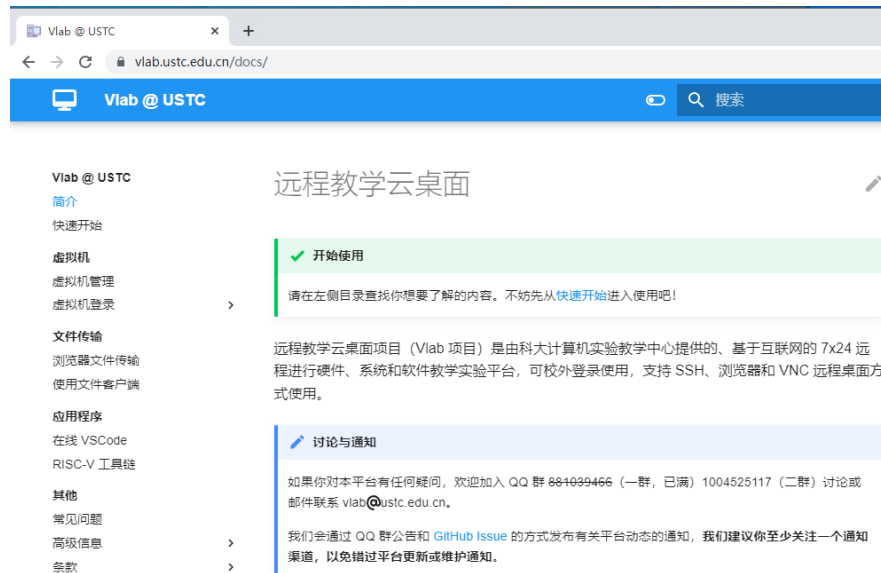 Vlab @ USTC
vlab.ustc.edu.cn/docs/
Vlab @ USTC
搜索
Vlab @ USTC
简介
快速开始
虚拟机
虚拟机管理
虚拟机登录
文件传输
浏览器文件传输
使用文件客户端
应用程序
在线 VSCode
RISC-V 工具链
其他
常见问题
高级信息
条款
远程教学云桌面
开始使用
请在左侧目录查找你想要了解的内容。不妨先从快速开始进入使用吧！
远程教学云桌面项目（Vlab 项目）是由科大计算机实验教学中心提供的、基于互联网的 7x24 远
程进行硬件、系统和软件教学实验平台，可校外登录使用，支持 SSH、浏览器和 VNC 远程桌面方
式使用。
讨论与通知
如果你对本平台有任何疑问，欢迎加入 QQ 群 881039466（一群，已满）1004525117（二群）讨论或
邮件联系 vlab@ustc.edu.cn。
我们会通过 QQ 群公告和 GitHub Issue 的方式发布有关平台动态的通知，我们建议你至少关注一个通知
渠道，以免错过平台更新或维护通知。